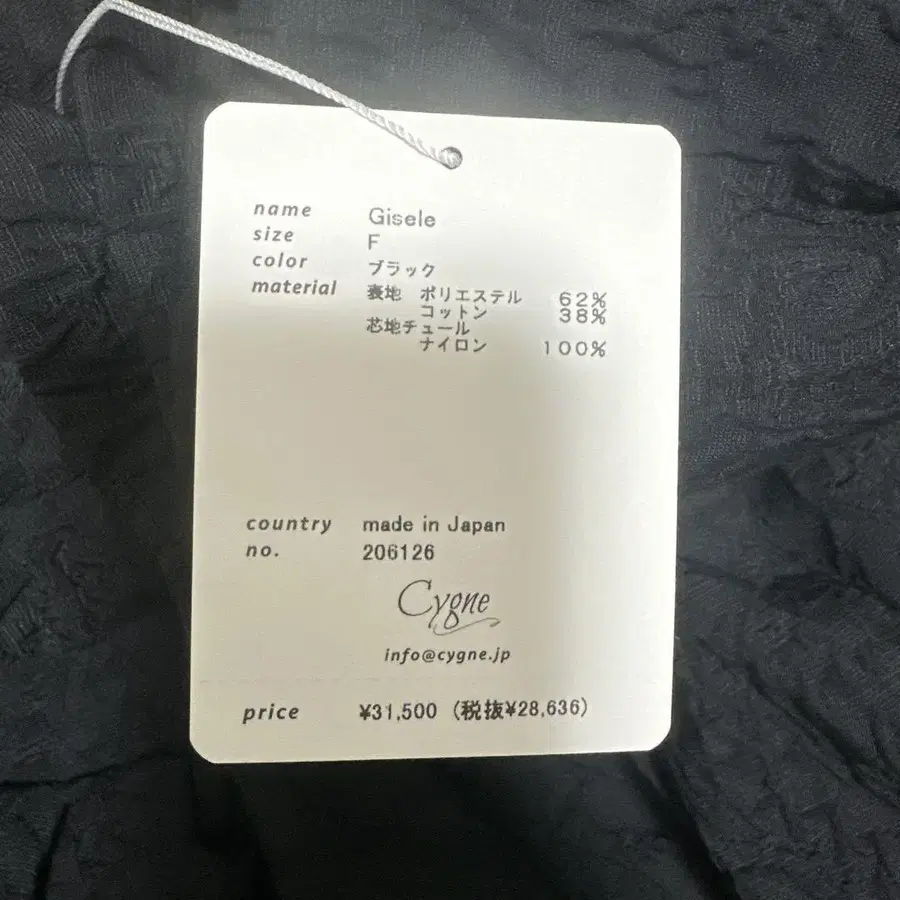 name Gisele
size F
color ブラック
material 表地 ポリエステル 62%
コットン 38%
芯地チュール
ナイロン 100%
country made in Japan
no. 206126
Cygne
info@cygne.jp
price ¥31,500 (税抜¥28,636)